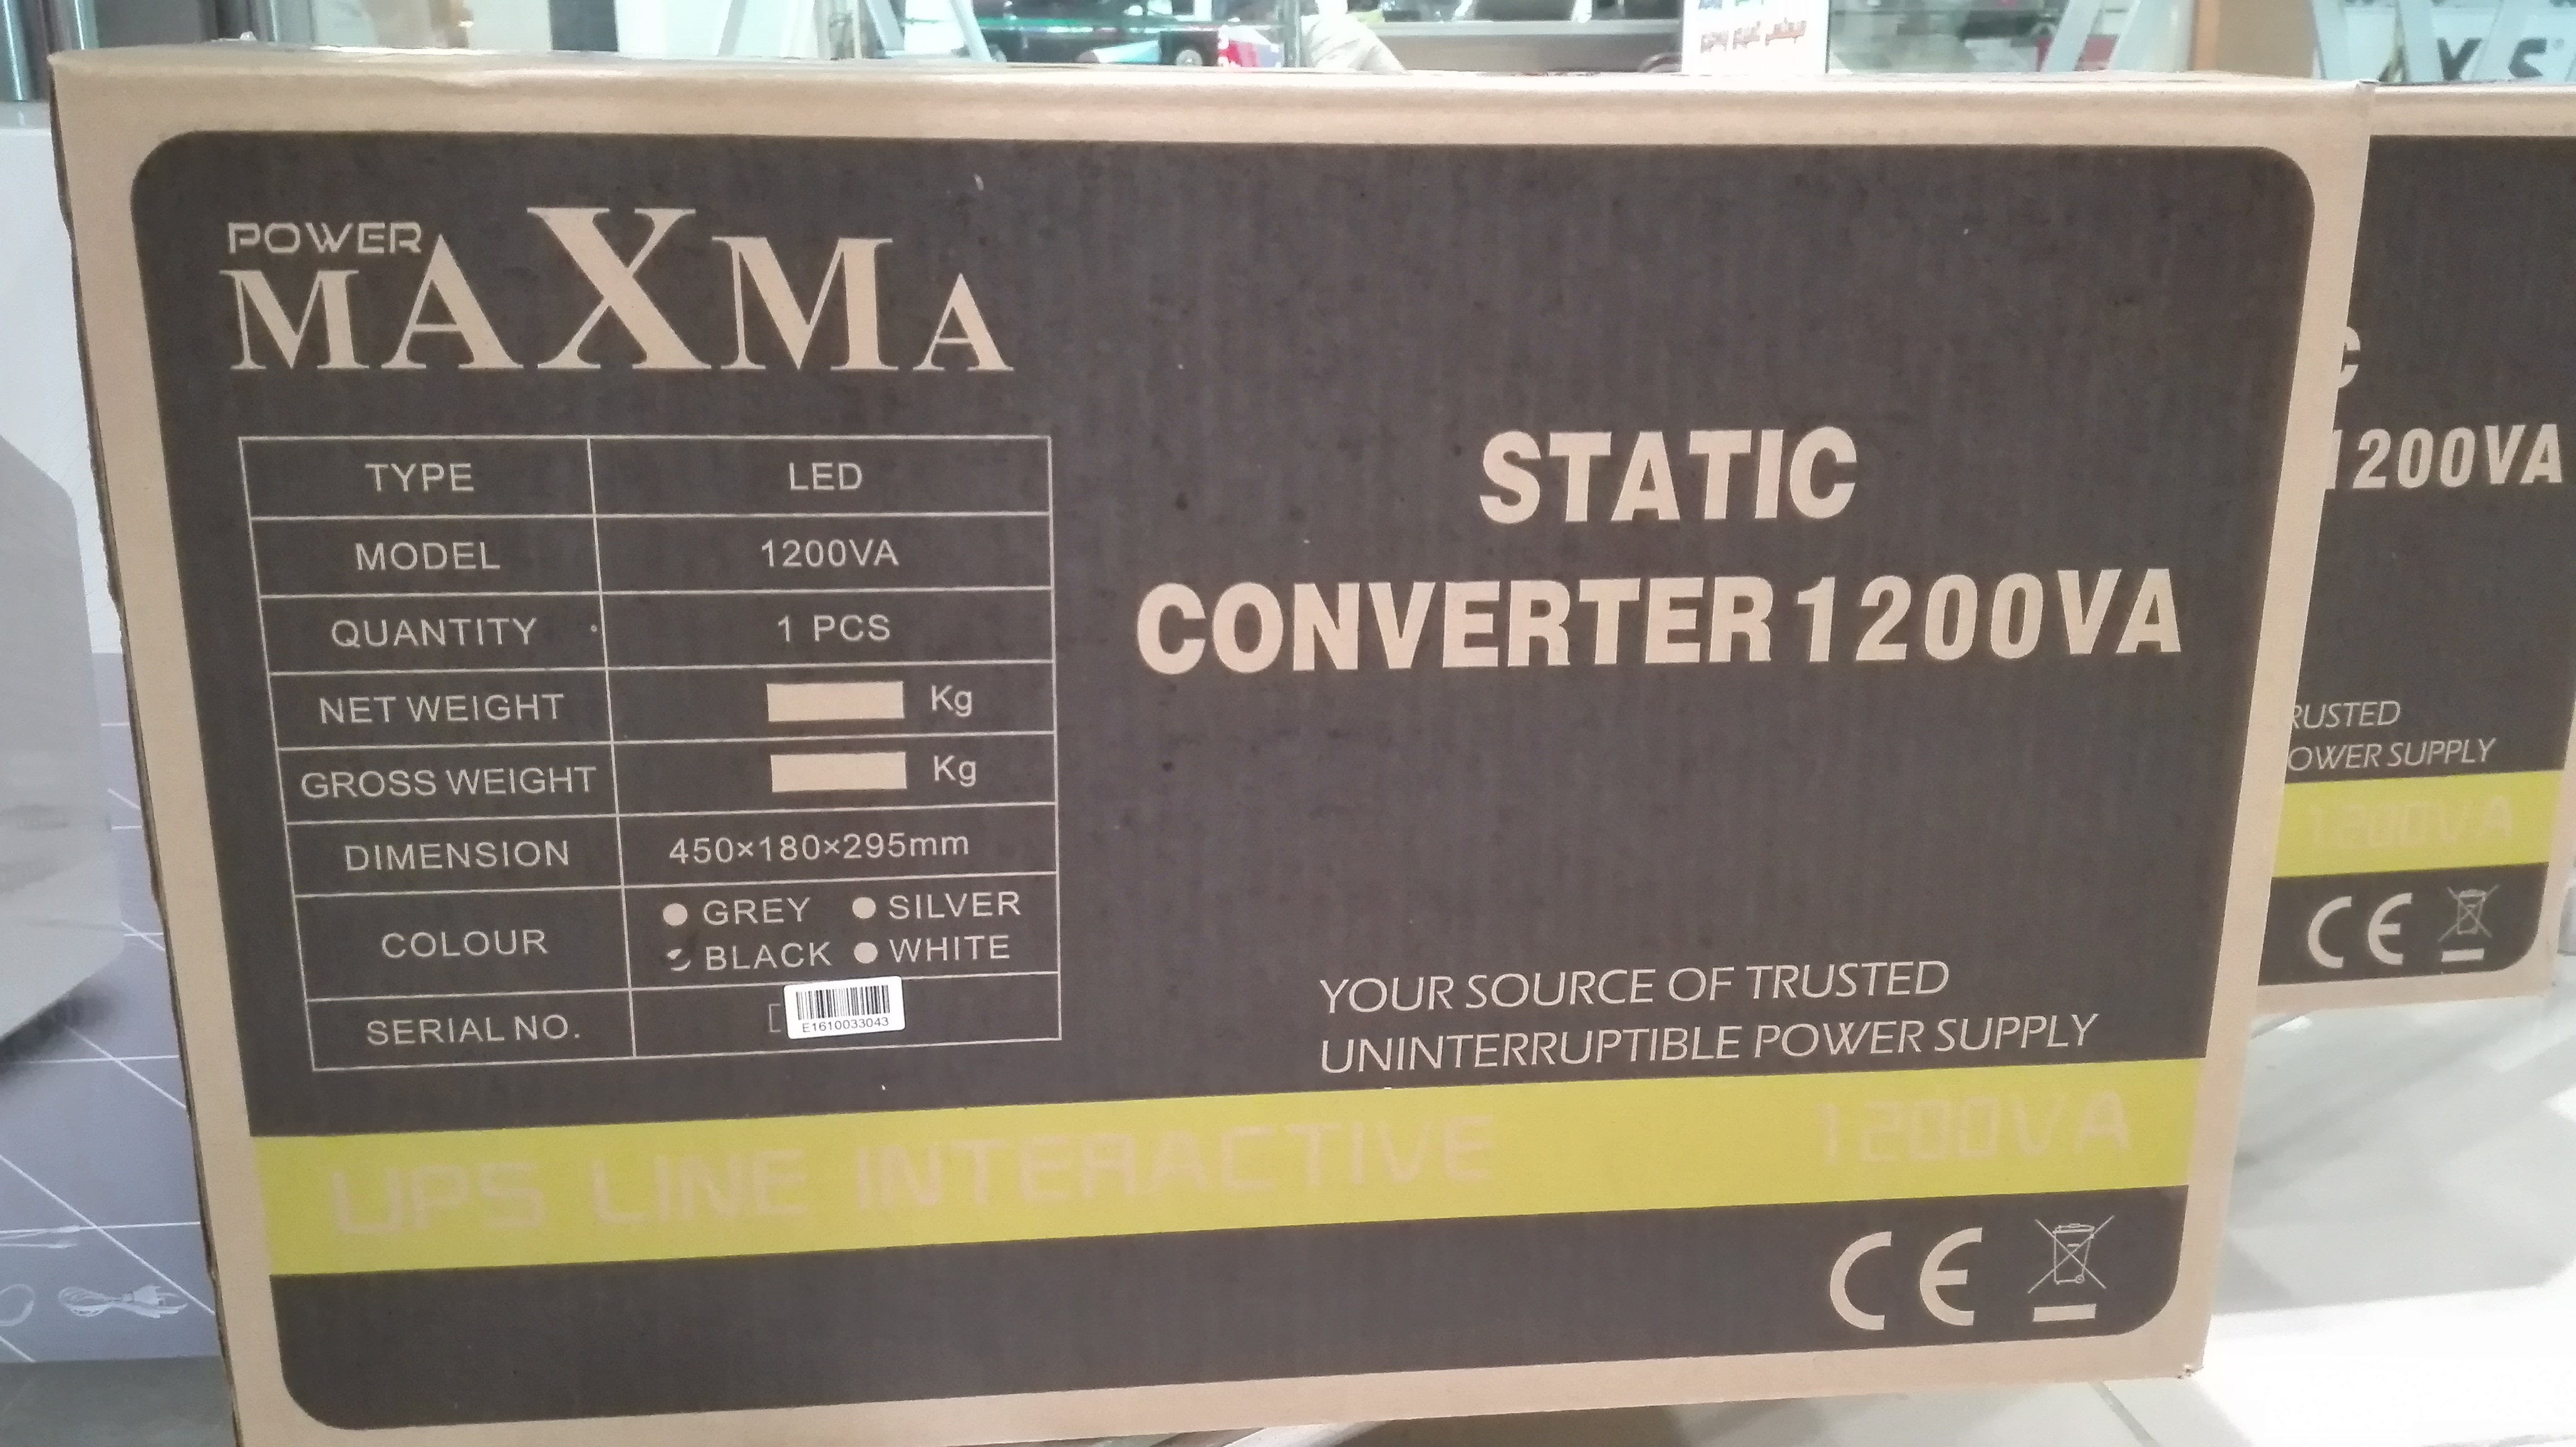 POWER
MAXMA
TYPE LED
MODEL 1200VA
QUANTITY 1 PCS
NET WEIGHT Kg
GROSS WEIGHT Kg
DIMENSION 450×180×295mm
COLOUR GREY SILVER
BLACK WHITE
SERIAL NO. E1610033043
STATIC
CONVERTER 1200VA
YOUR SOURCE OF TRUSTED
UNINTERRUPTIBLE POWER SUPPLY
UPS LINE INTERACTIVE 1200VA
CE
C
1200VA
RUSTED
OWER SUPPLY
1200VA
CE